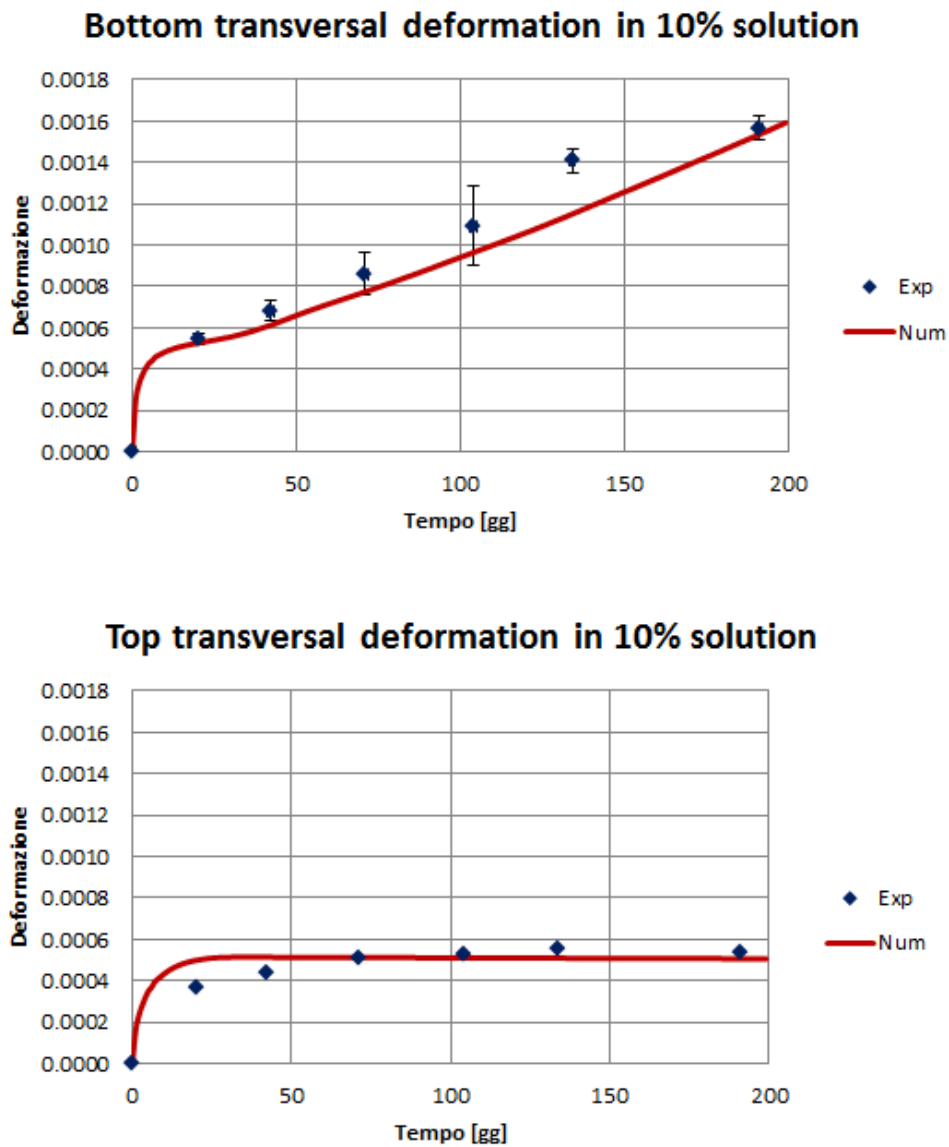 Bottom transversal deformation in 10% solution
0.0018
0.0016
0.0014
0.0012
0.0010
0.0008
0.0006
0.0004
0.0002
0.0000
Deformazione
0 50 100 150 200
Tempo [gg]
Exp
Num
Top transversal deformation in 10% solution
0.0018
0.0016
0.0014
0.0012
0.0010
0.0008
0.0006
0.0004
0.0002
0.0000
Deformazione
0 50 100 150 200
Tempo [gg]
Exp
Num